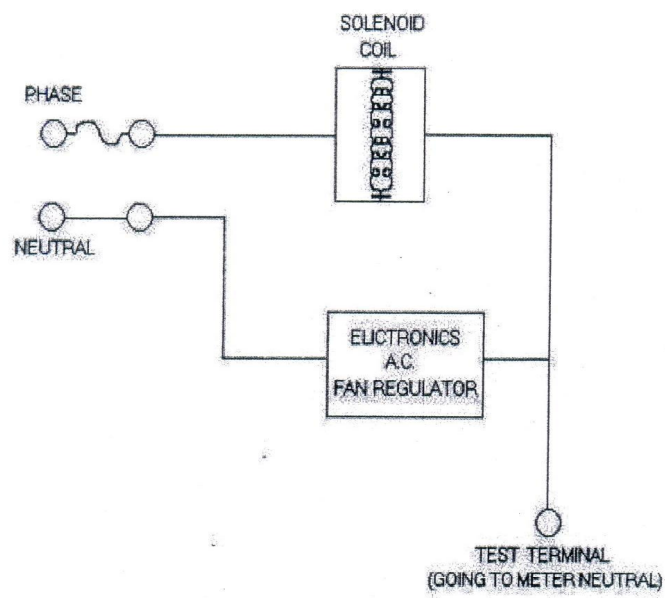 SOLENOID
COIL
PHASE
NEUTRAL
ELICTRONICS
A.C.
FAN REGULATOR
TEST TERMINAL
(GOING TO METER NEUTRAL)